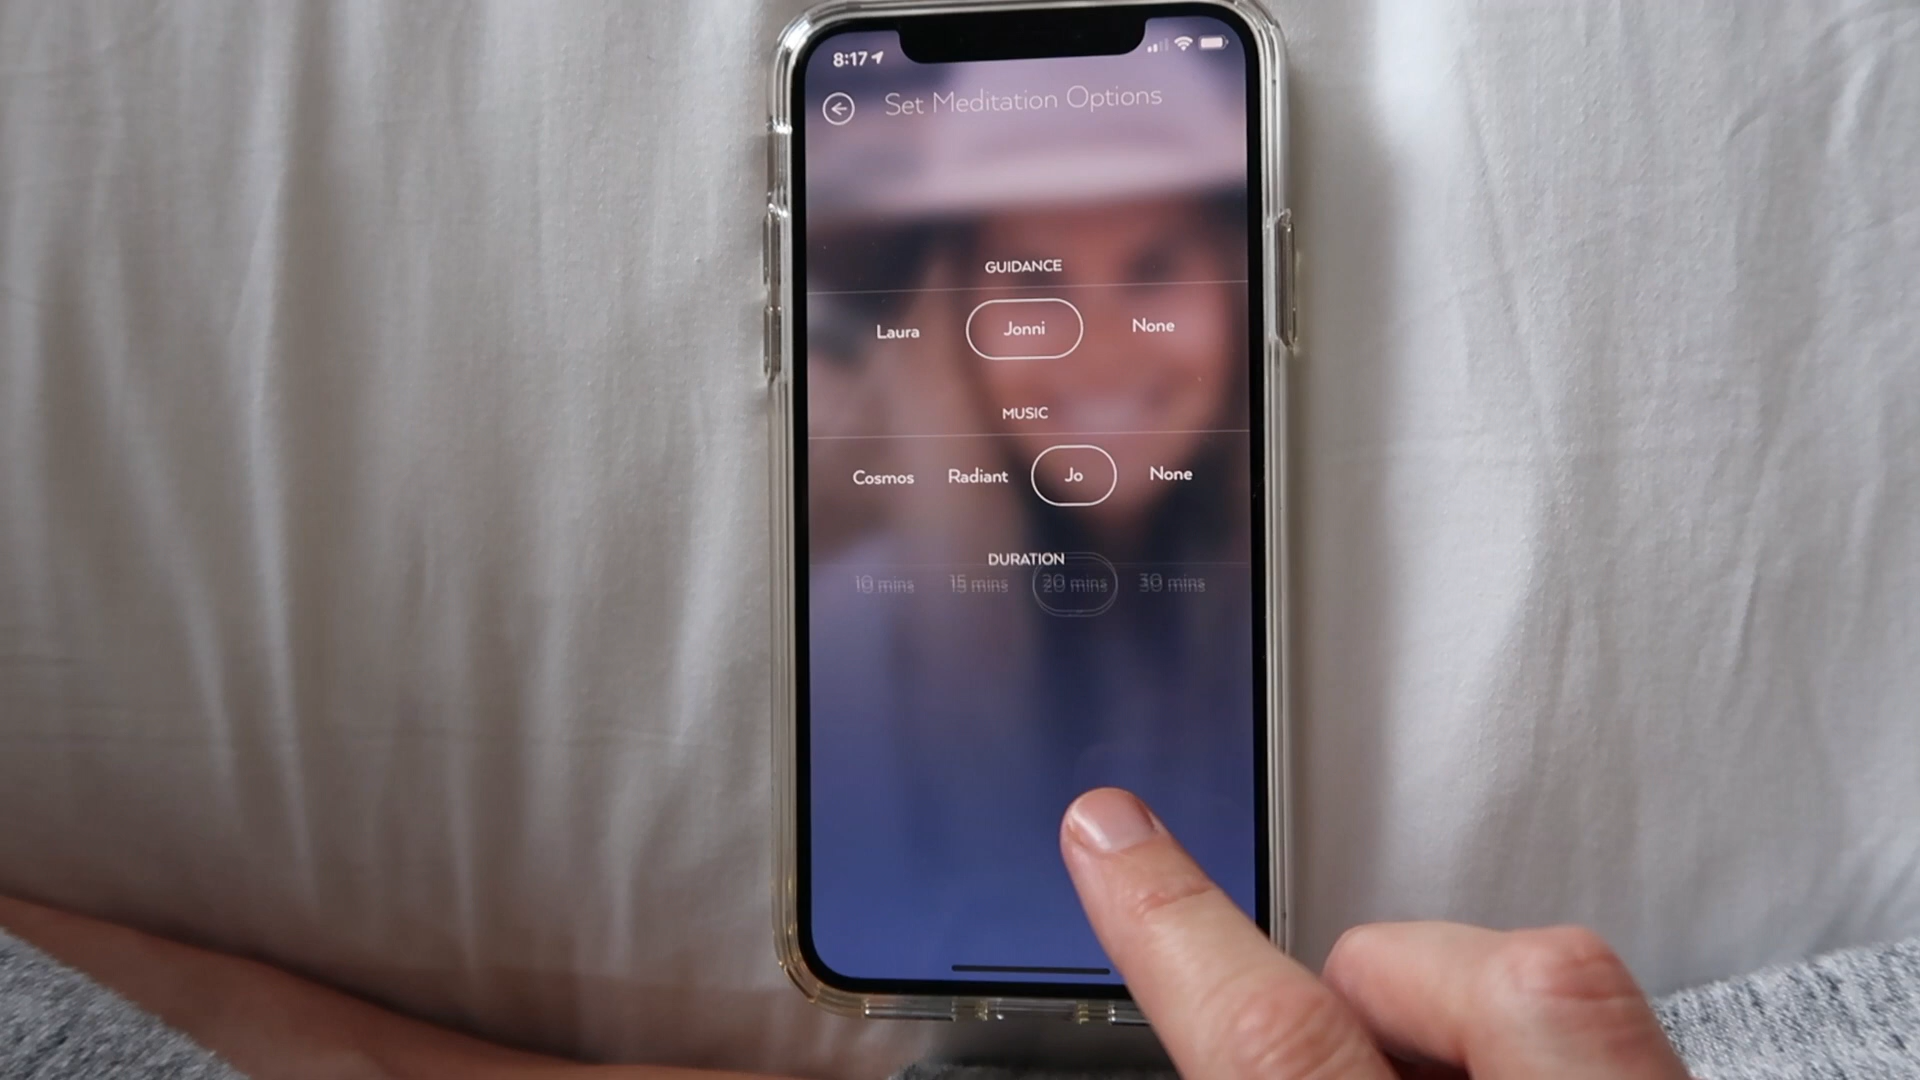 8:17
Set Meditation Options
GUIDANCE
Laura Jonni None
MUSIC
Cosmos Radiant Jo None
DURATION
10 mins 15 mins 20 mins 30 mins